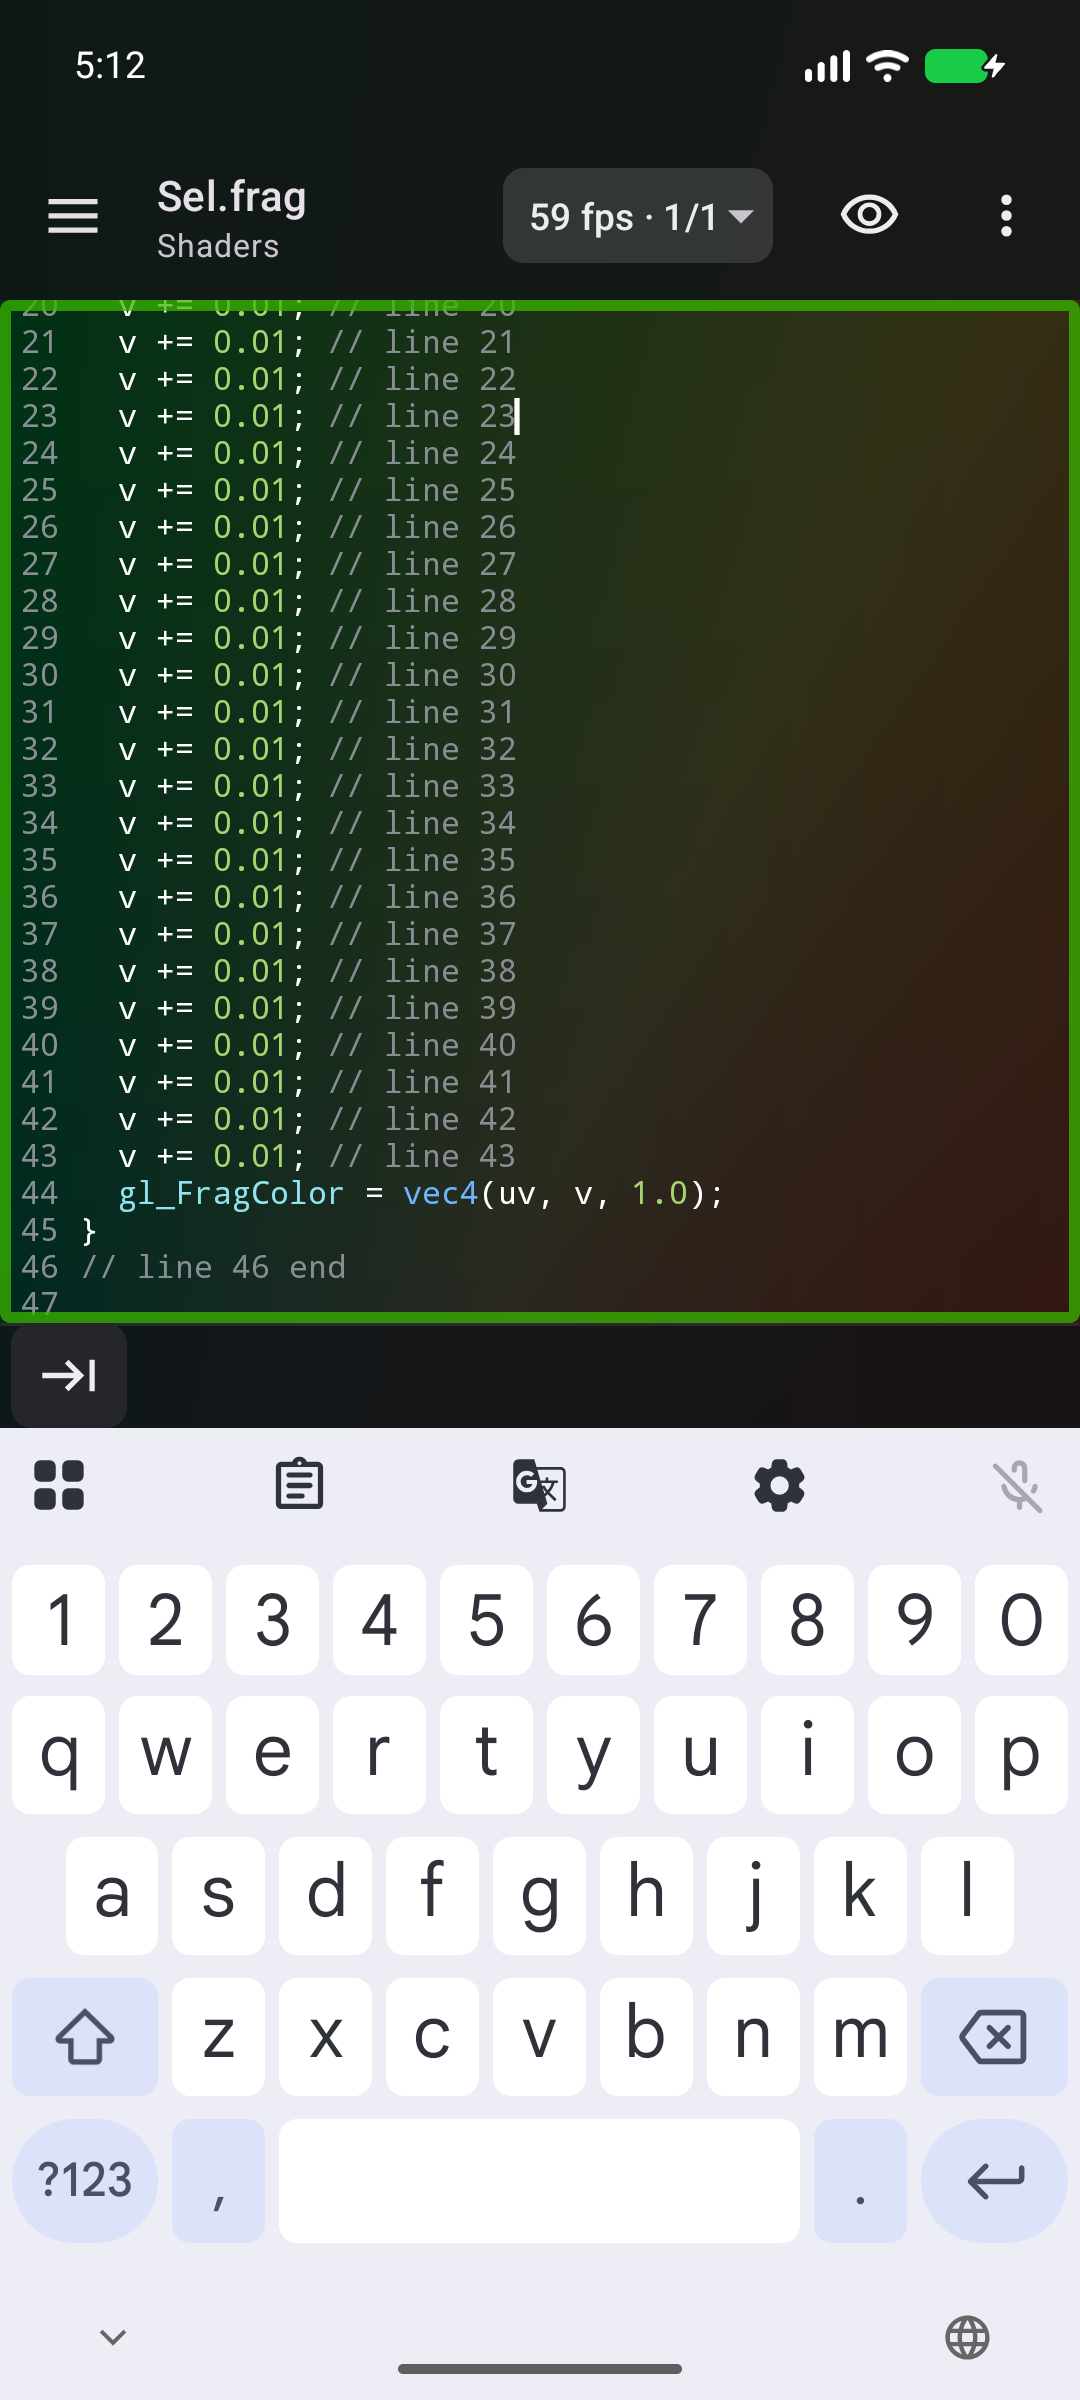 5:12
Sel.frag
Shaders
59 fps · 1/1
20 v += 0.01; // line 20
21 v += 0.01; // line 21
22 v += 0.01; // line 22
23 v += 0.01; // line 23
24 v += 0.01; // line 24
25 v += 0.01; // line 25
26 v += 0.01; // line 26
27 v += 0.01; // line 27
28 v += 0.01; // line 28
29 v += 0.01; // line 29
30 v += 0.01; // line 30
31 v += 0.01; // line 31
32 v += 0.01; // line 32
33 v += 0.01; // line 33
34 v += 0.01; // line 34
35 v += 0.01; // line 35
36 v += 0.01; // line 36
37 v += 0.01; // line 37
38 v += 0.01; // line 38
39 v += 0.01; // line 39
40 v += 0.01; // line 40
41 v += 0.01; // line 41
42 v += 0.01; // line 42
43 v += 0.01; // line 43
44 gl_FragColor = vec4(uv, v, 1.0);
45 }
46 // line 46 end
47
1 2 3 4 5 6 7 8 9 0
q w e r t y u i o p
a s d f g h j k l
z x c v b n m
?123 , .